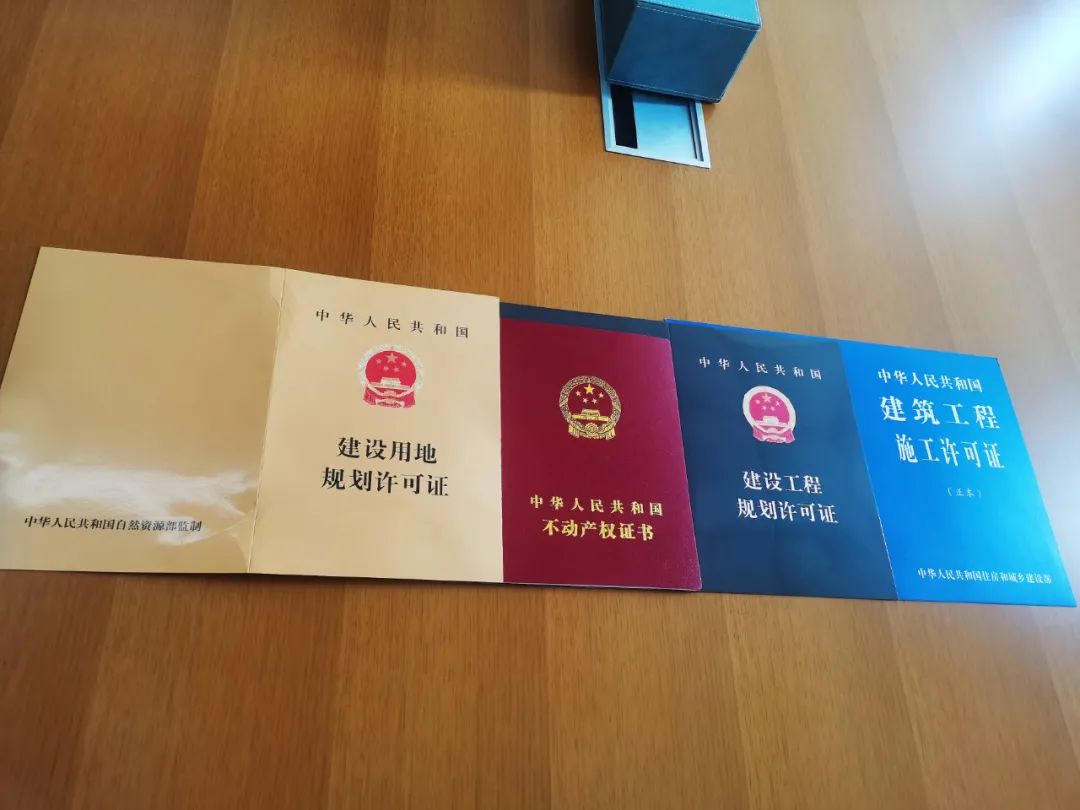 中华人民共和国自然资源部监制
中华人民共和国
建设用地
规划许可证
中华人民共和国
不动产权证书
中华人民共和国
建设工程
规划许可证
中华人民共和国
建筑工程
施工许可证
（正本）
中华人民共和国住房和城乡建设部